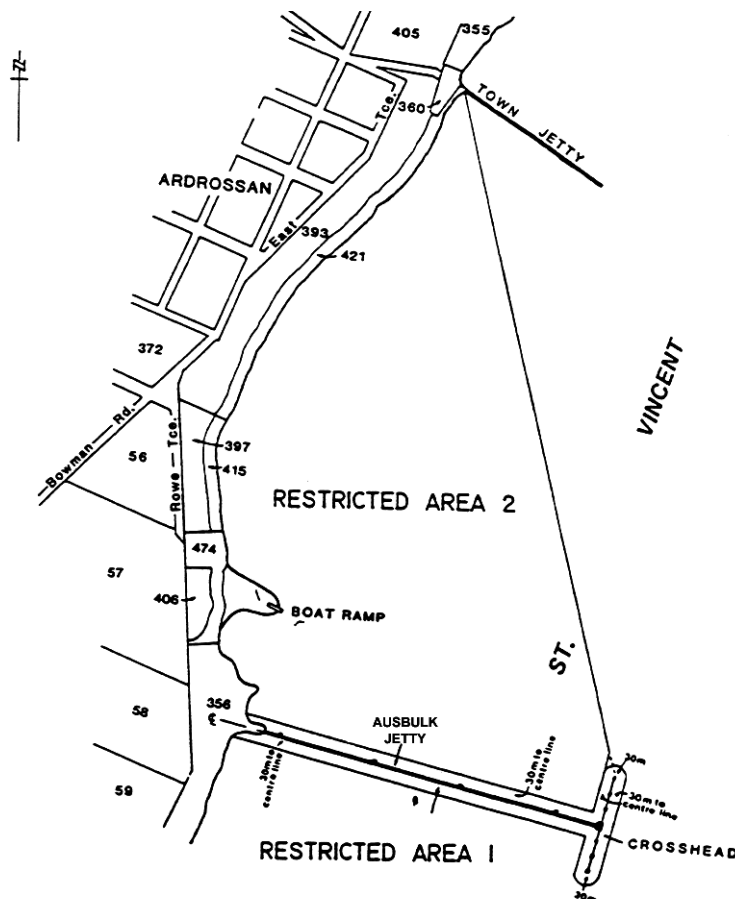 405
355
N
360
Tce.
TOWN JETTY
ARDROSSAN
East
393
421
372
VINCENT
Bowman Rd.
Rowe Tce.
56
397
415
RESTRICTED AREA 2
474
57
406
BOAT RAMP
ST.
356
58
AUSBULK
JETTY
30m
30m to
centre line
30m to
centre line
30m to
centre line
59
CROSSHEAD
RESTRICTED AREA 1
30m